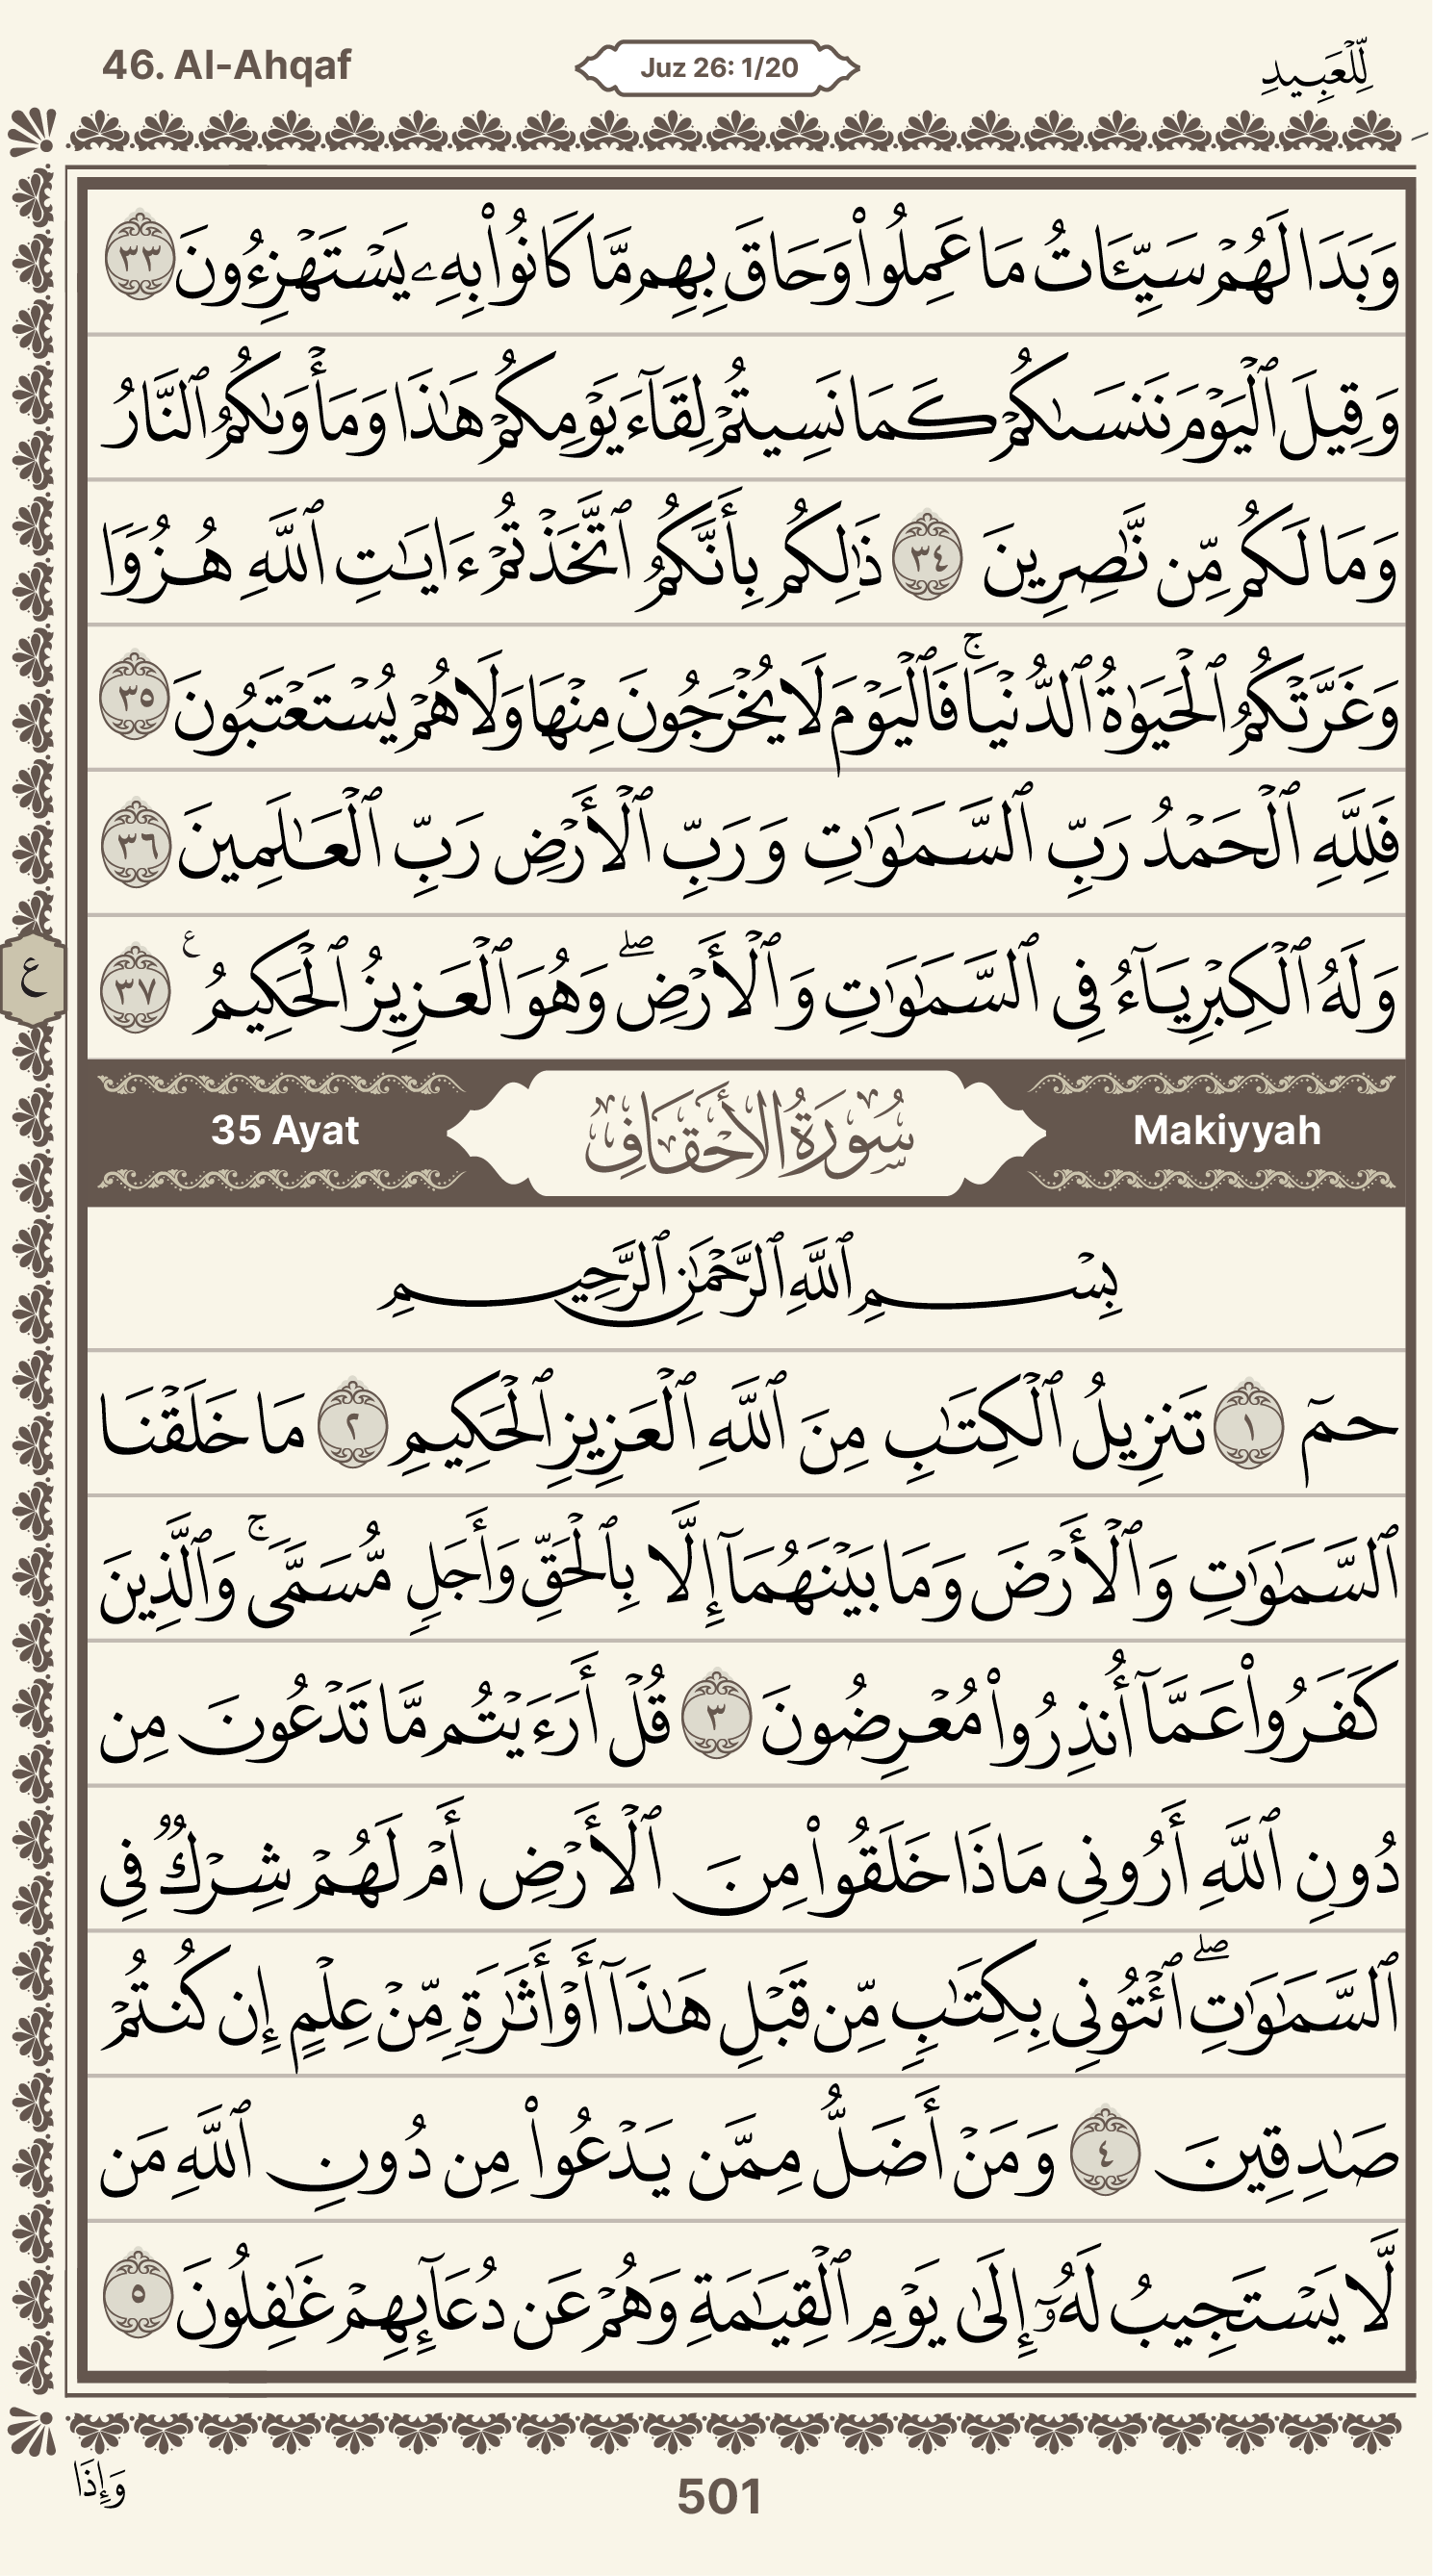 46. Al-Ahqaf
Juz 26: 1/20
لِّلْعَبِيدِ
وَبَدَا لَهُمْ سَيِّـَٔاتُ مَا عَمِلُوا۟ وَحَاقَ بِهِم مَّا كَانُوا۟ بِهِۦ يَسْتَهْزِءُونَ ٣٣
وَقِيلَ ٱلْيَوْمَ نَنسَىٰكُمْ كَمَا نَسِيتُمْ لِقَآءَ يَوْمِكُمْ هَٰذَا وَمَأْوَىٰكُمُ ٱلنَّارُ
وَمَا لَكُم مِّن نَّٰصِرِينَ ٣٤ ذَٰلِكُم بِأَنَّكُمُ ٱتَّخَذْتُمْ ءَايَٰتِ ٱللَّهِ هُزُوًا
وَغَرَّتْكُمُ ٱلْحَيَوٰةُ ٱلدُّنْيَا ۚ فَٱلْيَوْمَ لَا يُخْرَجُونَ مِنْهَا وَلَا هُمْ يُسْتَعْتَبُونَ ٣٥
فَلِلَّهِ ٱلْحَمْدُ رَبِّ ٱلسَّمَٰوَٰتِ وَرَبِّ ٱلْأَرْضِ رَبِّ ٱلْعَٰلَمِينَ ٣٦
وَلَهُ ٱلْكِبْرِيَآءُ فِى ٱلسَّمَٰوَٰتِ وَٱلْأَرْضِ ۖ وَهُوَ ٱلْعَزِيزُ ٱلْحَكِيمُ ع ٣٧
ع
35 Ayat
سُورَةُ الأَحْقَافِ
Makiyyah
بِسْمِ ٱللَّهِ ٱلرَّحْمَٰنِ ٱلرَّحِيمِ
حمٓ ١ تَنزِيلُ ٱلْكِتَٰبِ مِنَ ٱللَّهِ ٱلْعَزِيزِ ٱلْحَكِيمِ ٢ مَا خَلَقْنَا
ٱلسَّمَٰوَٰتِ وَٱلْأَرْضَ وَمَا بَيْنَهُمَآ إِلَّا بِٱلْحَقِّ وَأَجَلٍ مُّسَمًّى ۚ وَٱلَّذِينَ
كَفَرُوا۟ عَمَّآ أُنذِرُوا۟ مُعْرِضُونَ ٣ قُلْ أَرَءَيْتُم مَّا تَدْعُونَ مِن
دُونِ ٱللَّهِ أَرُونِى مَاذَا خَلَقُوا۟ مِنَ ٱلْأَرْضِ أَمْ لَهُمْ شِرْكٌ فِى
ٱلسَّمَٰوَٰتِ ۖ ٱئْتُونِى بِكِتَٰبٍ مِّن قَبْلِ هَٰذَآ أَوْ أَثَٰرَةٍ مِّنْ عِلْمٍ إِن كُنتُمْ
صَٰدِقِينَ ٤ وَمَنْ أَضَلُّ مِمَّن يَدْعُوا۟ مِن دُونِ ٱللَّهِ مَن
لَّا يَسْتَجِيبُ لَهُۥٓ إِلَىٰ يَوْمِ ٱلْقِيَٰمَةِ وَهُمْ عَن دُعَآئِهِمْ غَٰفِلُونَ ٥
وَإِذَا
501